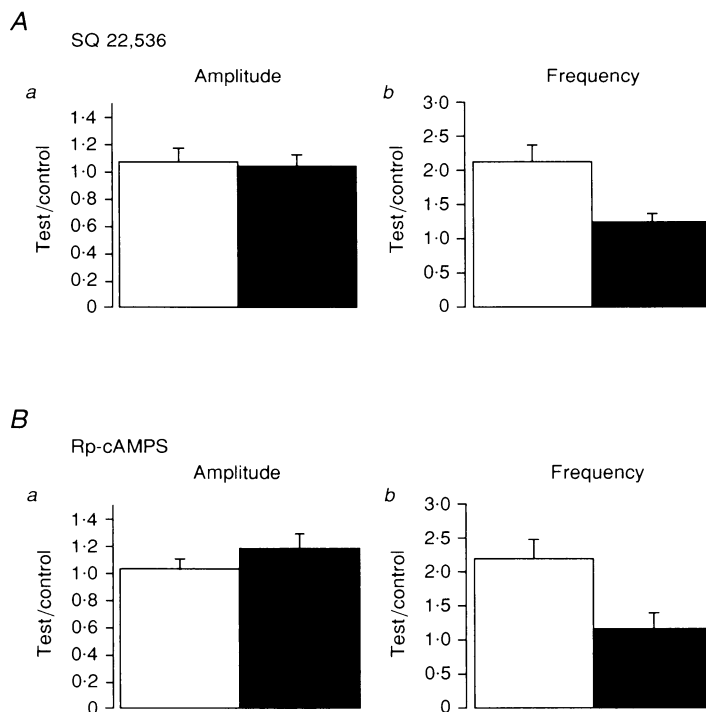 A
SQ 22,536
a
Amplitude
Test/control
1·4
1·2
1·0
0·8
0·6
0·4
0·2
0
b
Frequency
Test/control
3·0
2·5
2·0
1·5
1·0
0·5
0
B
Rp-cAMPS
a
Amplitude
Test/control
1·4
1·2
1·0
0·8
0·6
0·4
0·2
0
b
Frequency
Test/control
3·0
2·5
2·0
1·5
1·0
0·5
0